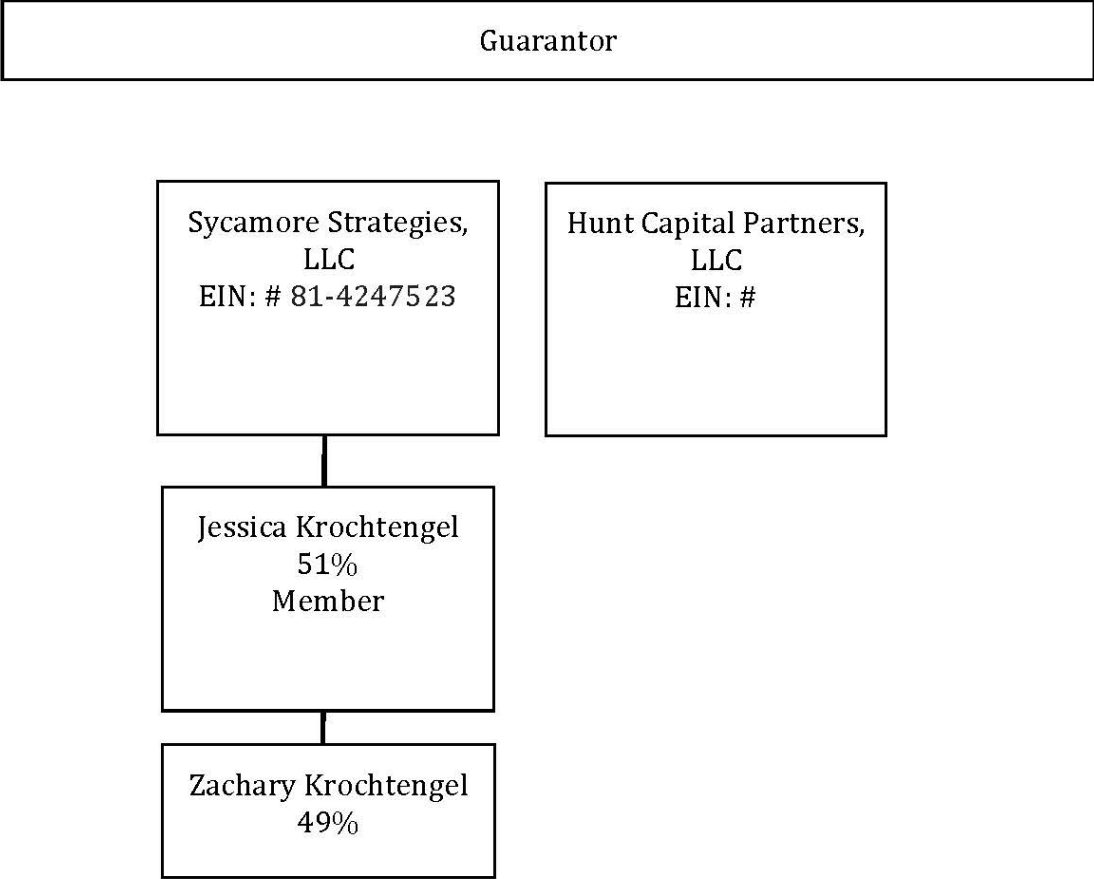 Guarantor
Sycamore Strategies,
LLC
EIN: # 81-4247523
Hunt Capital Partners,
LLC
EIN: #
Jessica Krochtengel
51%
Member
Zachary Krochtengel
49%